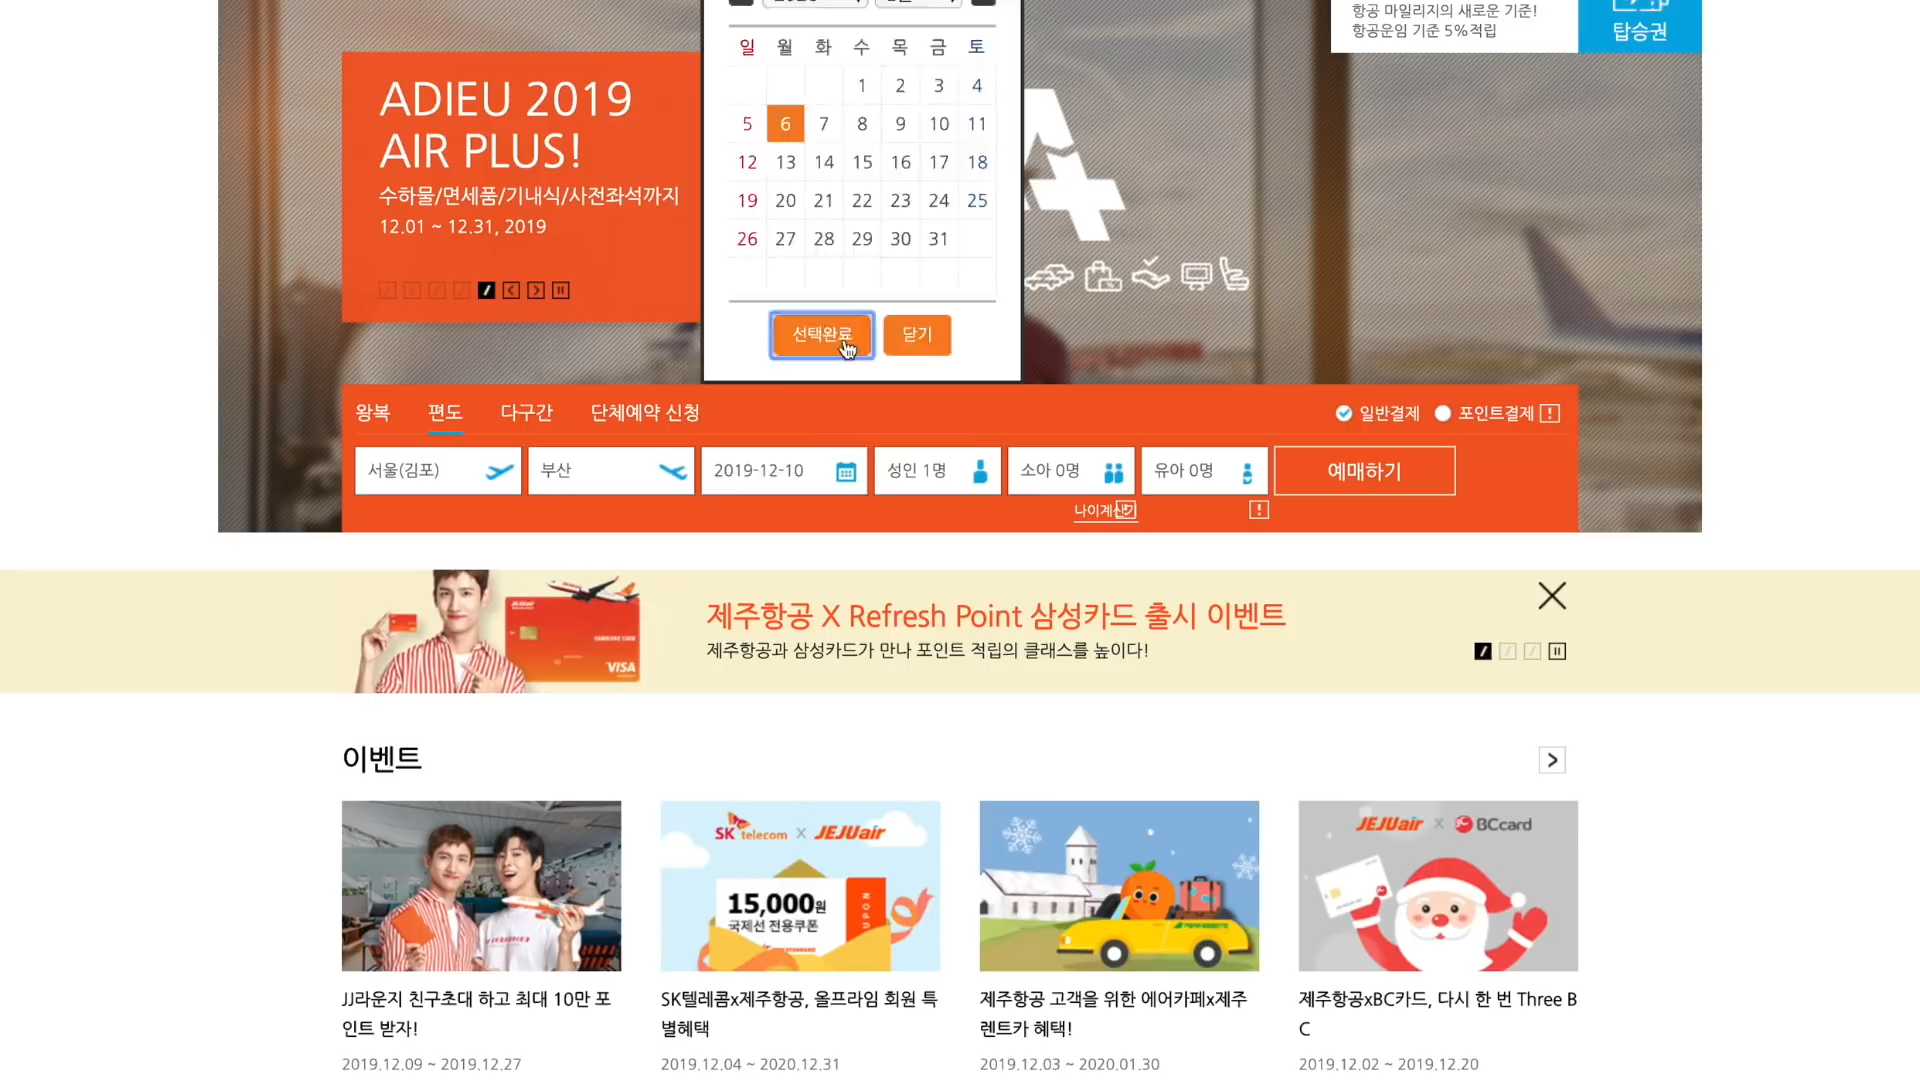 항공 마일리지의 새로운 기준!
항공운임 기준 5%적립
탑승권
ADIEU 2019
AIR PLUS!
수하물/면세품/기내식/사전좌석까지
12.01 ~ 12.31, 2019
일 월 화 수 목 금 토
1 2 3 4
5 6 7 8 9 10 11
12 13 14 15 16 17 18
19 20 21 22 23 24 25
26 27 28 29 30 31
선택완료 닫기
왕복 편도 다구간 단체예약 신청 일반결제 포인트결제
서울(김포) 부산 2019-12-10 성인 1명 소아 0명 유아 0명 예매하기
제주항공 X Refresh Point 삼성카드 출시 이벤트
제주항공과 삼성카드가 만나 포인트 적립의 클래스를 높이다!
JEJUair
SAMSUNG CARD
VISA
이벤트
SK telecom X JEJUair
15,000원
국제선 전용쿠폰
JEJUair X BCcard
JJ라운지 친구초대 하고 최대 10만 포
인트 받자!
2019.12.09 ~ 2019.12.27
SK텔레콤x제주항공, 올프라임 회원 특
별혜택
2019.12.04 ~ 2020.12.31
제주항공 고객을 위한 에어카페x제주
렌트카 혜택!
2019.12.03 ~ 2020.01.30
제주항공xBC카드, 다시 한 번 Three B
C
2019.12.02 ~ 2019.12.20